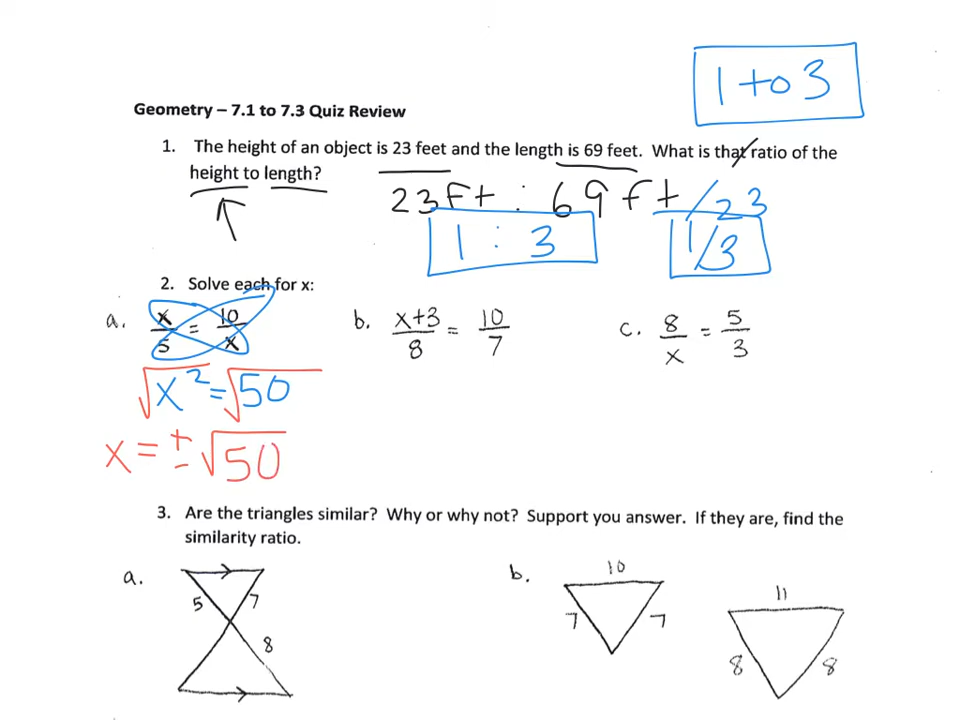 1 to 3
Geometry – 7.1 to 7.3 Quiz Review
1. The height of an object is 23 feet and the length is 69 feet. What is that ratio of the
height to length?
23ft : 69ft /23
1 : 3
1/3
2. Solve each for x:
a. x/5 = 10/x
b. x+3/8 = 10/7
c. 8/x = 5/3
√x² = √50
x = ±√50
3. Are the triangles similar? Why or why not? Support you answer. If they are, find the
similarity ratio.
a.
5
7
8
b.
10
7
7
11
8
8